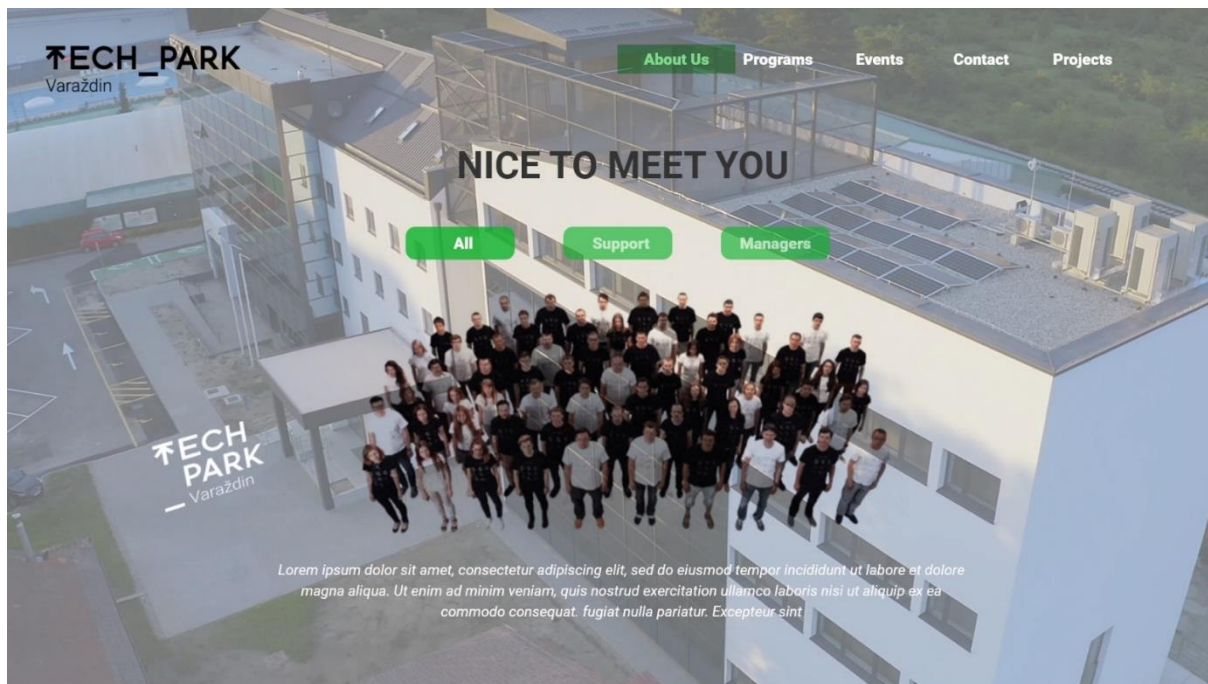 TECH_PARK
Varaždin
About Us Programs Events Contact Projects
NICE TO MEET YOU
All Support Managers
TECH
PARK
_ Varaždin
Lorem ipsum dolor sit amet, consectetur adipiscing elit, sed do eiusmod tempor incididunt ut labore et dolore
magna aliqua. Ut enim ad minim veniam, quis nostrud exercitation ullamco laboris nisi ut aliquip ex ea
commodo consequat. fugiat nulla pariatur. Excepteur sint